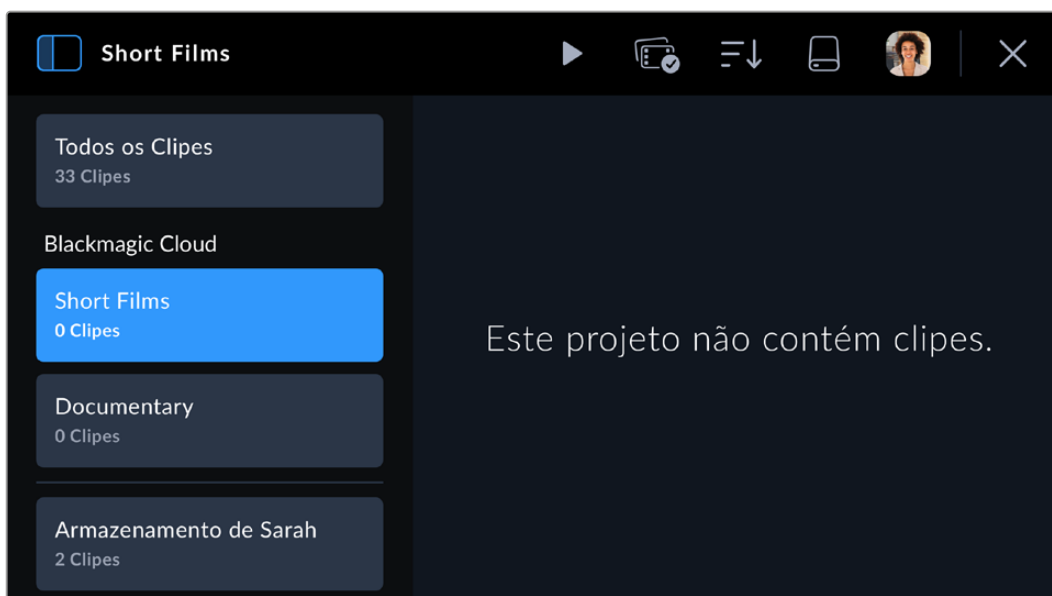 Short Films
Todos os Clipes
33 Clipes
Blackmagic Cloud
Short Films
0 Clipes
Documentary
0 Clipes
Armazenamento de Sarah
2 Clipes
Este projeto não contém clipes.